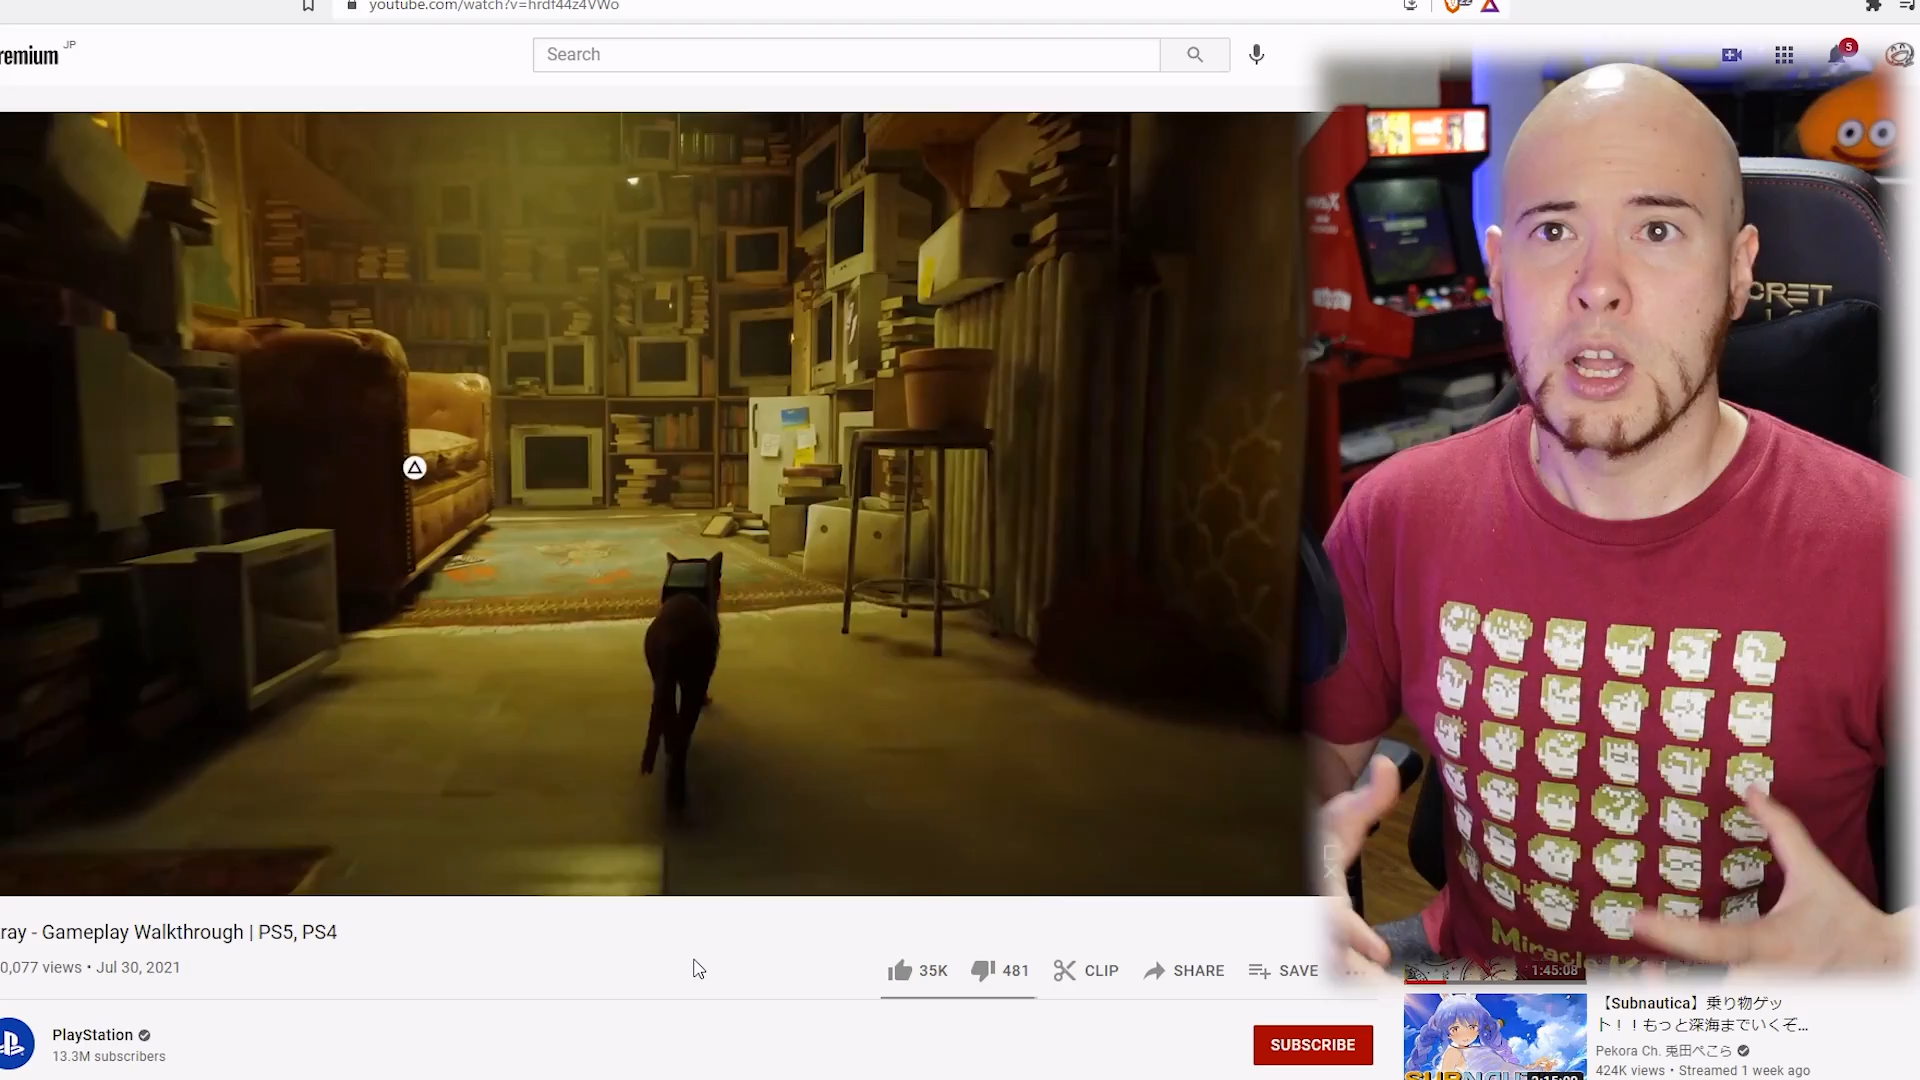 youtube.com/watch?v=hrdf44z4VWo
remium JP
Search
5
CRET
ray - Gameplay Walkthrough | PS5, PS4
0,077 views • Jul 30, 2021
35K
481
CLIP
SHARE
SAVE
PlayStation
13.3M subscribers
SUBSCRIBE
Miracle
1:45:08
【Subnautica】乗り物ゲッ
ト！！もっと深海までいくぞ...
Pekora Ch. 兎田ぺこら
424K views • Streamed 1 week ago